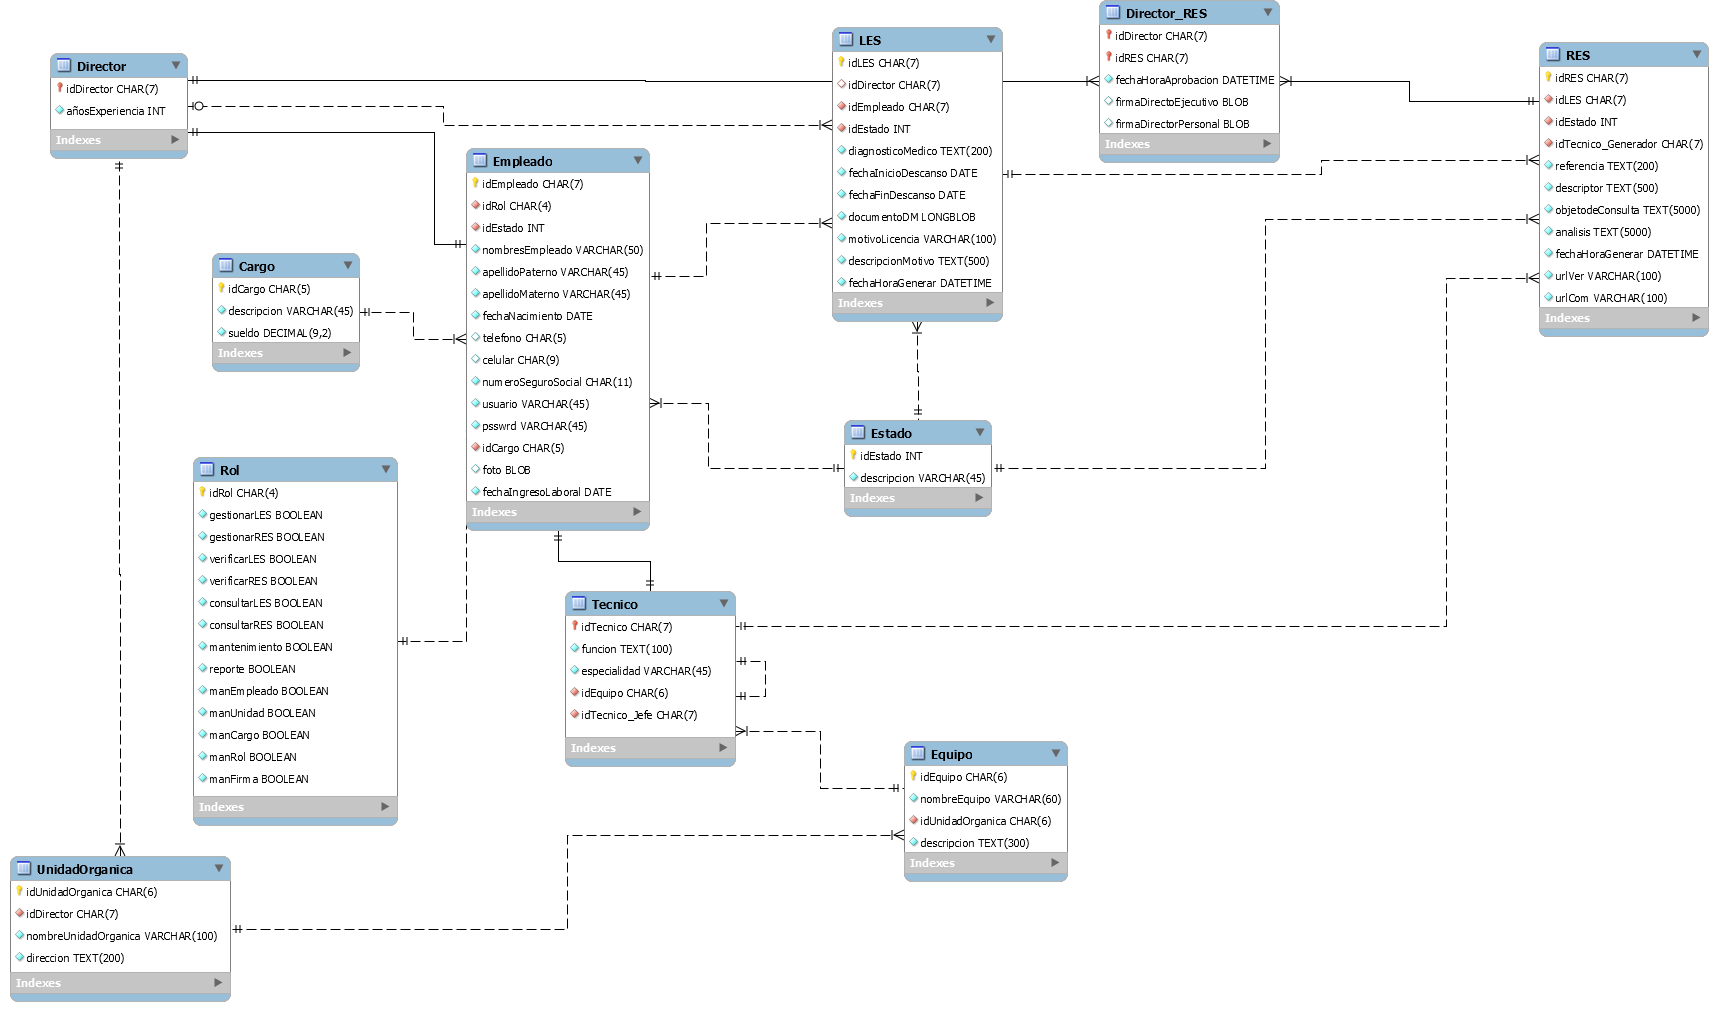 Director
idDirector CHAR(7)
añosExperiencia INT
Indexes
Empleado
idEmpleado CHAR(7)
idRol CHAR(4)
idEstado INT
nombresEmpleado VARCHAR(50)
apellidoPaterno VARCHAR(45)
apellidoMaterno VARCHAR(45)
fechaNacimiento DATE
telefono CHAR(5)
celular CHAR(9)
numeroSeguroSocial CHAR(11)
usuario VARCHAR(45)
psswrd VARCHAR(45)
idCargo CHAR(5)
foto BLOB
fechaIngresoLaboral DATE
Indexes
LES
idLES CHAR(7)
idDirector CHAR(7)
idEmpleado CHAR(7)
idEstado INT
diagnosticoMedico TEXT(200)
fechaInicioDescanso DATE
fechaFinDescanso DATE
documentoDM LONGBLOB
motivoLicencia VARCHAR(100)
descripcionMotivo TEXT(500)
fechaHoraGenerar DATETIME
Indexes
Director_RES
idDirector CHAR(7)
idRES CHAR(7)
fechaHoraAprobacion DATETIME
firmaDirectoEjecutivo BLOB
firmaDirectorPersonal BLOB
Indexes
RES
idRES CHAR(7)
idLES CHAR(7)
idEstado INT
idTecnico_Generador CHAR(7)
referencia TEXT(200)
descriptor TEXT(500)
objetodeConsulta TEXT(5000)
analisis TEXT(5000)
fechaHoraGenerar DATETIME
urlVer VARCHAR(100)
urlCom VARCHAR(100)
Indexes
Cargo
idCargo CHAR(5)
descripcion VARCHAR(45)
sueldo DECIMAL(9,2)
Indexes
Rol
idRol CHAR(4)
gestionarLES BOOLEAN
gestionarRES BOOLEAN
verificarLES BOOLEAN
verificarRES BOOLEAN
consultarLES BOOLEAN
consultarRES BOOLEAN
mantenimiento BOOLEAN
reporte BOOLEAN
manEmpleado BOOLEAN
manUnidad BOOLEAN
manCargo BOOLEAN
manRol BOOLEAN
manFirma BOOLEAN
Indexes
Estado
idEstado INT
descripcion VARCHAR(45)
Indexes
Tecnico
idTecnico CHAR(7)
funcion TEXT(100)
especialidad VARCHAR(45)
idEquipo CHAR(6)
idTecnico_Jefe CHAR(7)
Indexes
Equipo
idEquipo CHAR(6)
nombreEquipo VARCHAR(60)
idUnidadOrganica CHAR(6)
descripcion TEXT(300)
Indexes
UnidadOrganica
idUnidadOrganica CHAR(6)
idDirector CHAR(7)
nombreUnidadOrganica VARCHAR(100)
direccion TEXT(200)
Indexes